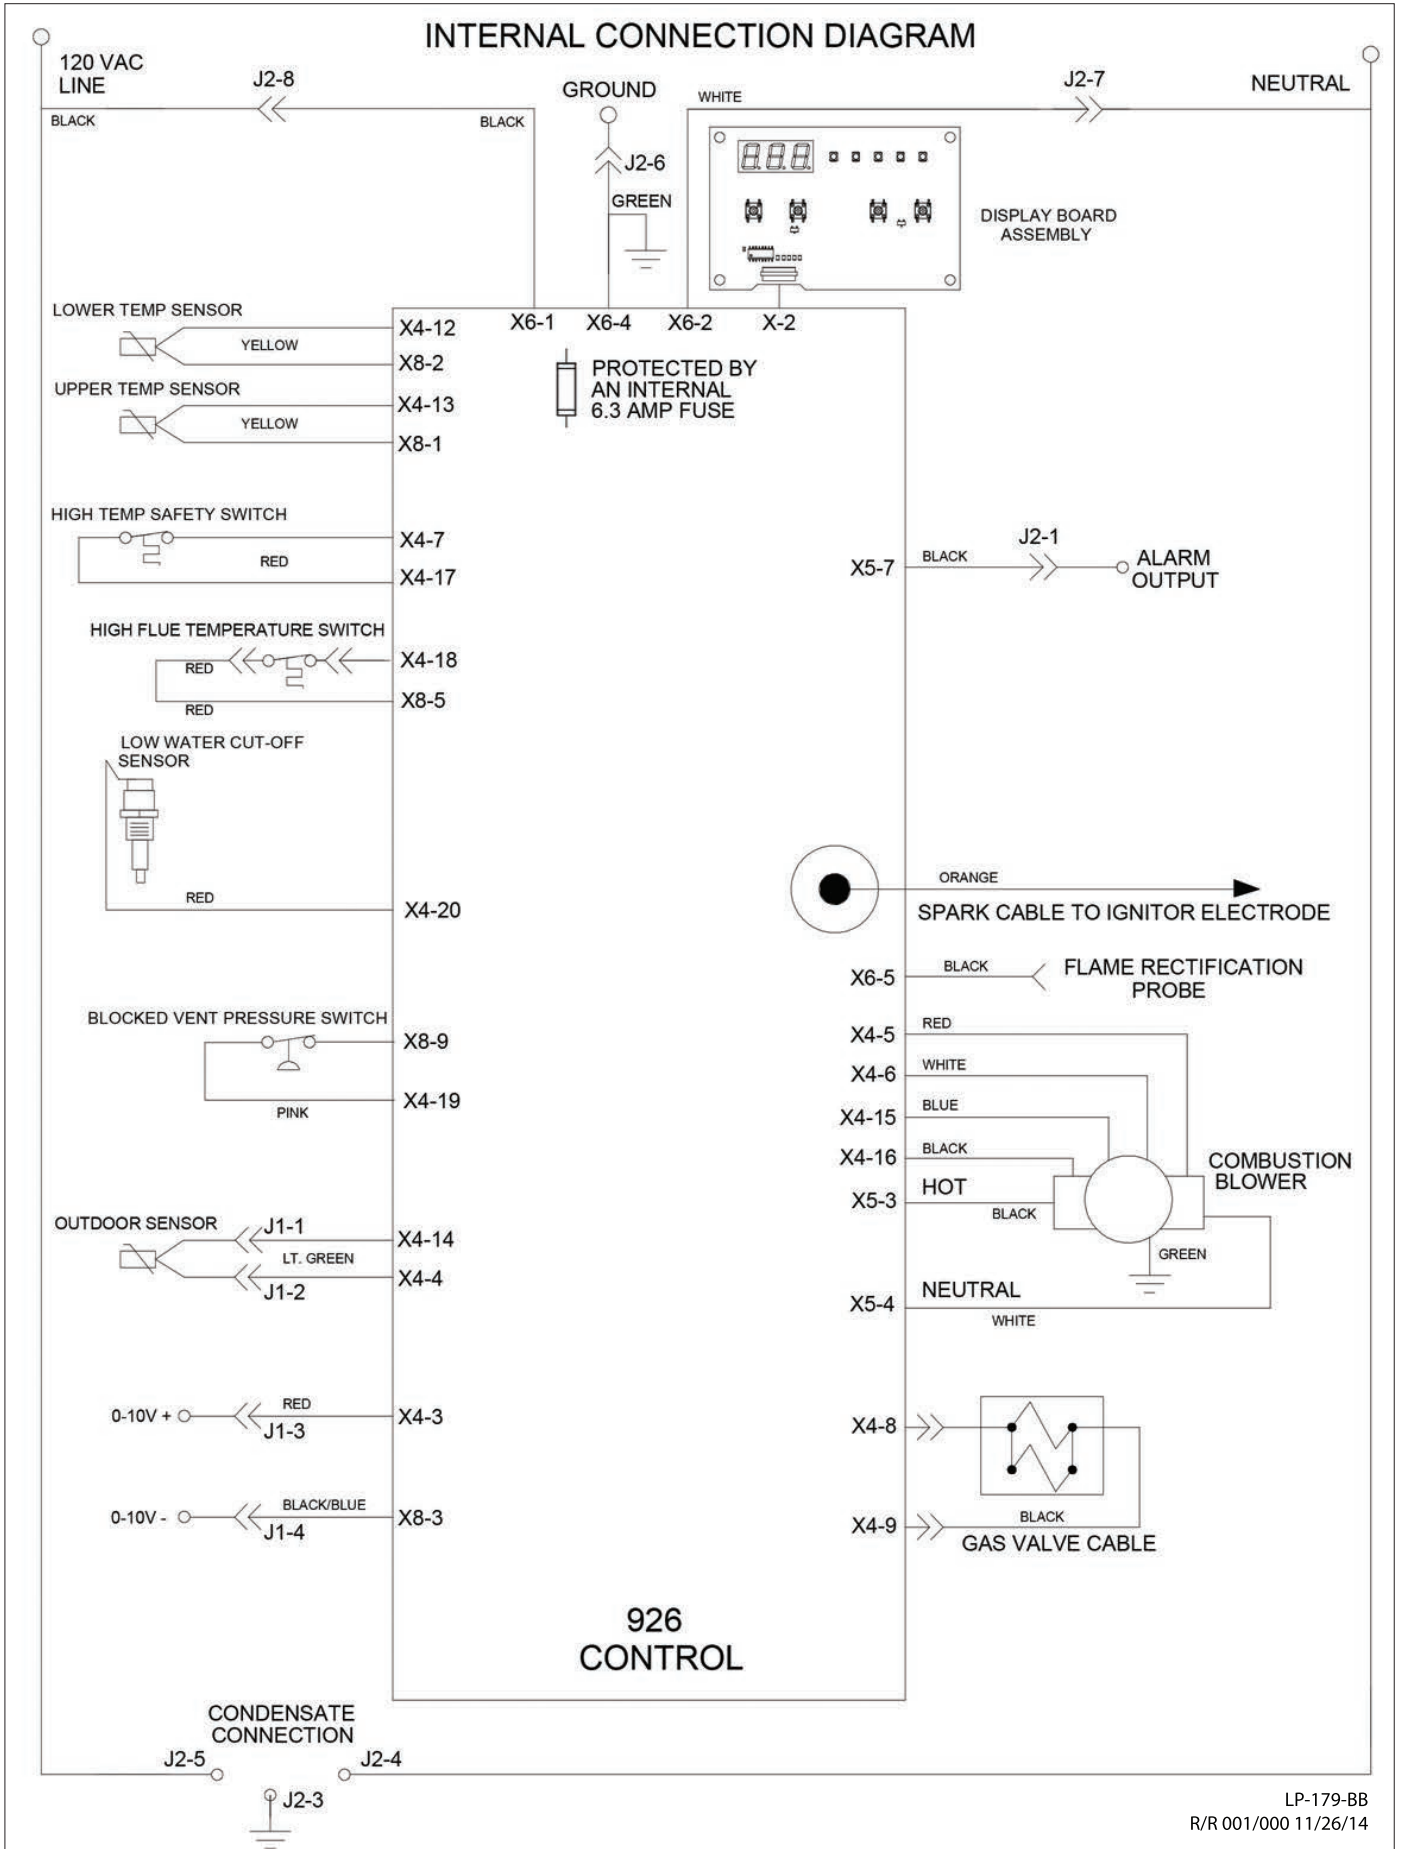 INTERNAL CONNECTION DIAGRAM
120 VAC
LINE
J2-8
GROUND
WHITE
J2-7
NEUTRAL
BLACK
BLACK
J2-6
GREEN
DISPLAY BOARD
ASSEMBLY
X6-1
X6-4
X6-2
X-2
PROTECTED BY
AN INTERNAL
6.3 AMP FUSE
LOWER TEMP SENSOR
YELLOW
X4-12
X8-2
UPPER TEMP SENSOR
YELLOW
X4-13
X8-1
HIGH TEMP SAFETY SWITCH
RED
X4-7
X4-17
HIGH FLUE TEMPERATURE SWITCH
RED
X4-18
RED
X8-5
LOW WATER CUT-OFF
SENSOR
RED
X4-20
BLOCKED VENT PRESSURE SWITCH
X8-9
PINK
X4-19
OUTDOOR SENSOR
J1-1
LT. GREEN
X4-14
J1-2
X4-4
0-10V +
RED
J1-3
X4-3
0-10V -
BLACK/BLUE
J1-4
X8-3
X5-7
BLACK
J2-1
ALARM
OUTPUT
ORANGE
SPARK CABLE TO IGNITOR ELECTRODE
X6-5
BLACK
FLAME RECTIFICATION
PROBE
X4-5
RED
X4-6
WHITE
X4-15
BLUE
X4-16
BLACK
X5-3
HOT
BLACK
COMBUSTION
BLOWER
GREEN
X5-4
NEUTRAL
WHITE
X4-8
X4-9
BLACK
GAS VALVE CABLE
926
CONTROL
CONDENSATE
CONNECTION
J2-5
J2-4
J2-3
LP-179-BB
R/R 001/000 11/26/14